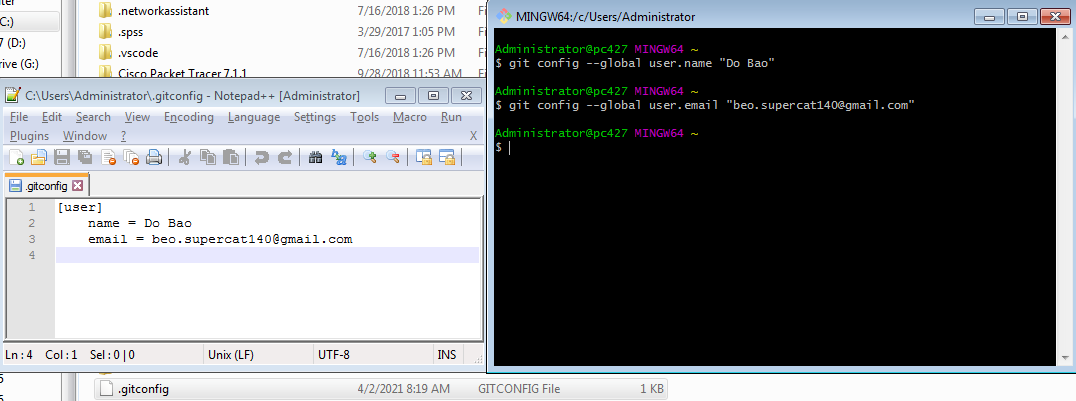 .networkassistant 7/16/2018 1:26 PM
.spss 3/29/2017 1:05 PM
.vscode 7/16/2018 1:26 PM
Cisco Packet Tracer 7.1.1 9/28/2018 11:53 AM
C:)
7 (D:)
rive (G:)
C:\Users\Administrator\.gitconfig - Notepad++ [Administrator]
File Edit Search View Encoding Language Settings Tools Macro Run
Plugins Window ? X
.gitconfig
1 [user]
2 name = Do Bao
3 email = beo.supercat140@gmail.com
4
Ln : 4 Col : 1 Sel : 0 | 0 Unix (LF) UTF-8 INS
.gitconfig 4/2/2021 8:19 AM GITCONFIG File 1 KB
MINGW64:/c/Users/Administrator
Administrator@pc427 MINGW64 ~
$ git config --global user.name "Do Bao"
Administrator@pc427 MINGW64 ~
$ git config --global user.email "beo.supercat140@gmail.com"
Administrator@pc427 MINGW64 ~
$